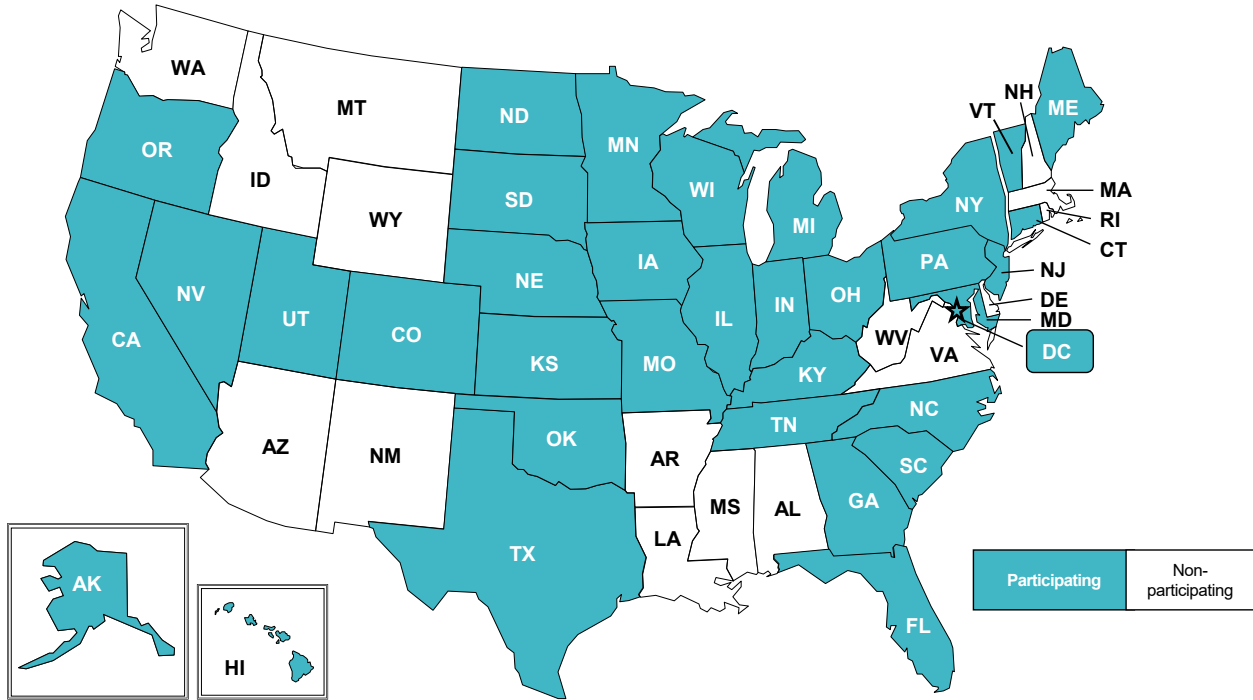 WA
MT
ND
MN
VT
NH
ME
OR
ID
WY
SD
WI
MI
NY
MA
RI
CT
NV
UT
CO
NE
IA
IL
IN
OH
PA
NJ
DE
MD
DC
CA
KS
MO
KY
WV
VA
AZ
NM
OK
AR
TN
NC
SC
TX
LA
MS
AL
GA
FL
AK
HI
Participating
Non-
participating